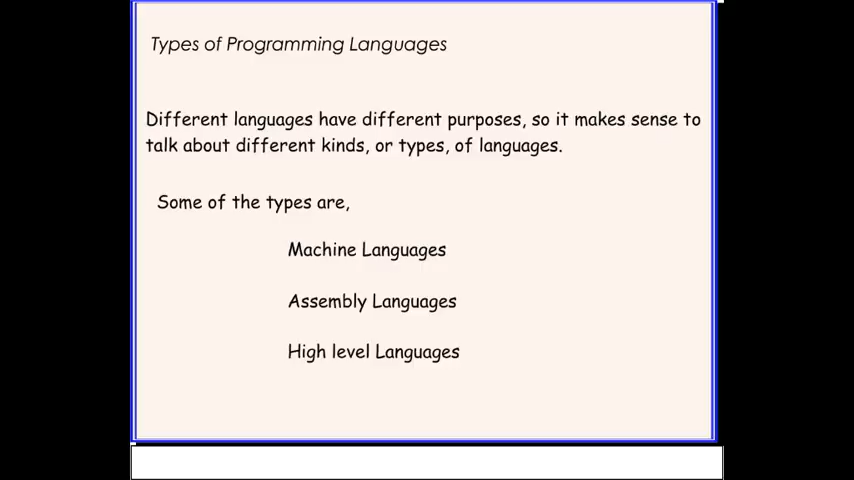 Types of Programming Languages
Different languages have different purposes, so it makes sense to
talk about different kinds, or types, of languages.
Some of the types are,
Machine Languages
Assembly Languages
High level Languages